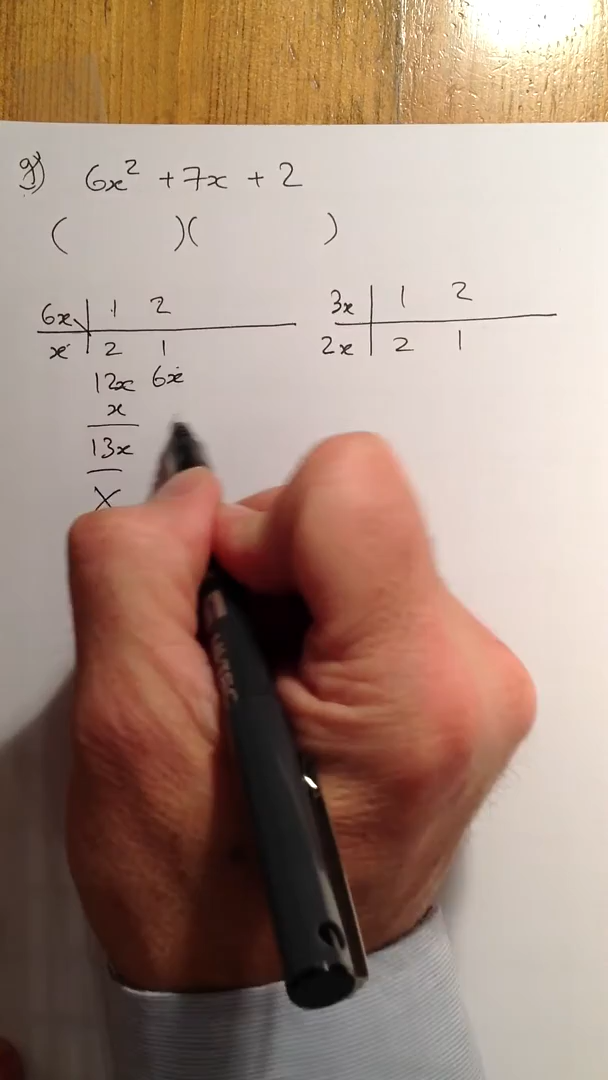 g) 6x² + 7x + 2
( )( )
6x 1 2
x 2 1
12x 6x
x
13x
X
3x 1 2
2x 2 1